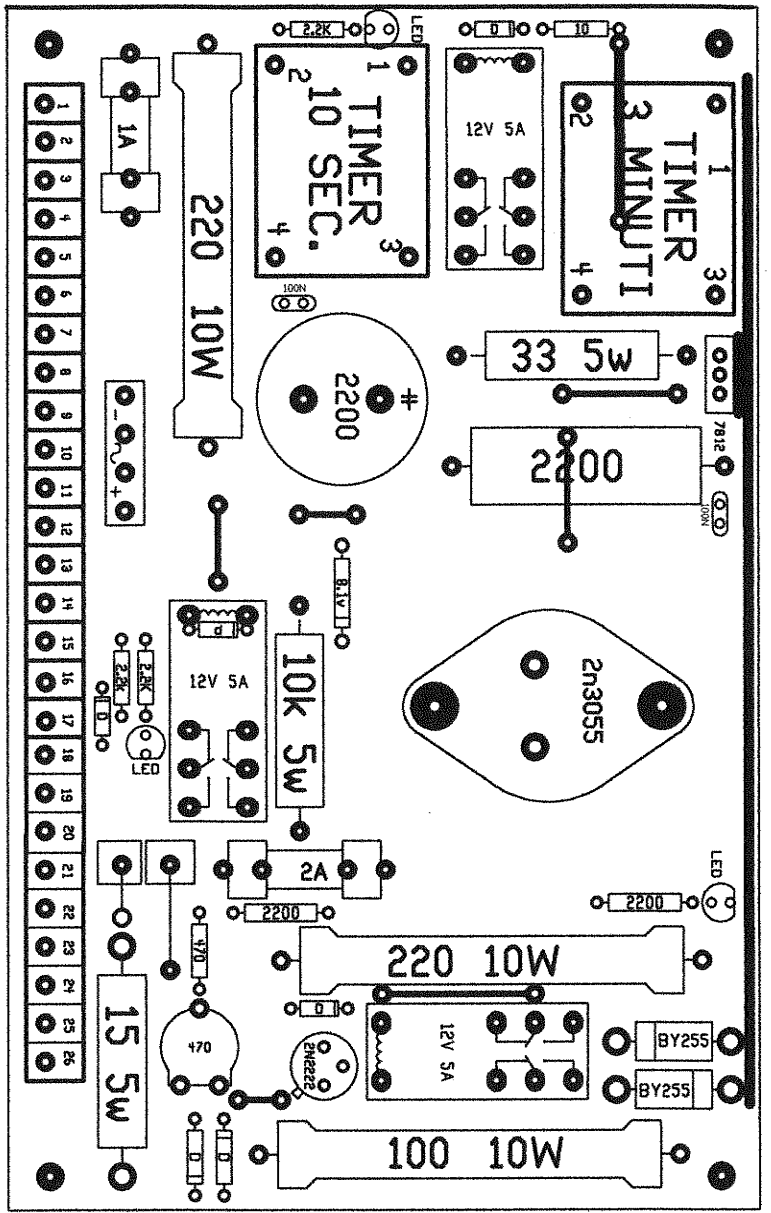 2.2K
LED
D
10
1
2
TIMER
10 SEC.
4
3
12V 5A
1
2
TIMER
3 MINUTI
4
3
1
2
3
4
5
6
7
8
9
10
11
12
13
14
15
16
17
18
19
20
21
22
23
24
25
26
1A
220 10W
100N
2200
+
33 5w
7812
2200
100N
- ~ +
8.1v
D
12V 5A
10k 5w
2n3055
2.2k
2.2K
D
LED
2A
LED
2200
2200
470
220 10W
D
15 5w
470
2N2222
12V 5A
BY255
BY255
D
D
100 10W